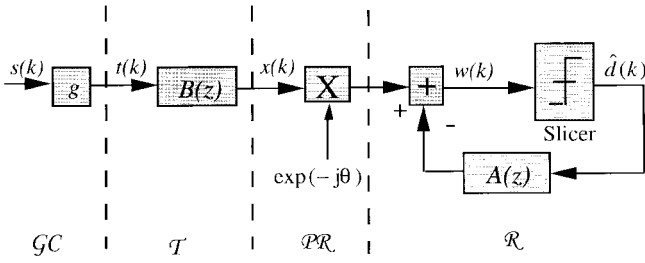 s(k) g t(k) B(z) x(k) X + w(k) d̂(k)
+ -
Slicer
exp(-jθ) A(z)
GC T PR R